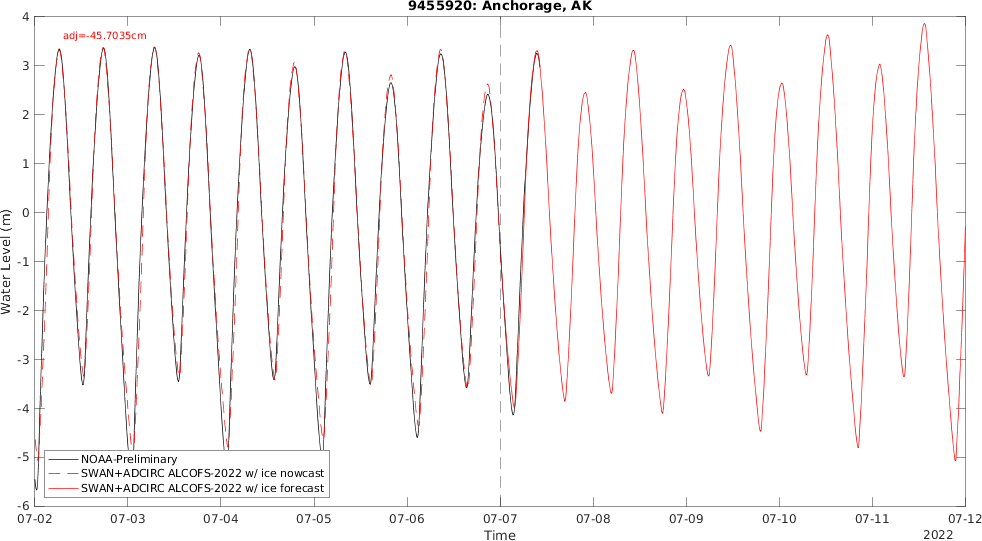 9455920: Anchorage, AK
adj=-45.7035cm
4
3
2
1
0
-1
-2
-3
-4
-5
-6
Water Level (m)
NOAA-Preliminary
SWAN+ADCIRC ALCOFS-2022 w/ ice nowcast
SWAN+ADCIRC ALCOFS-2022 w/ ice forecast
07-02 07-03 07-04 07-05 07-06 07-07 07-08 07-09 07-10 07-11 07-12
Time
2022